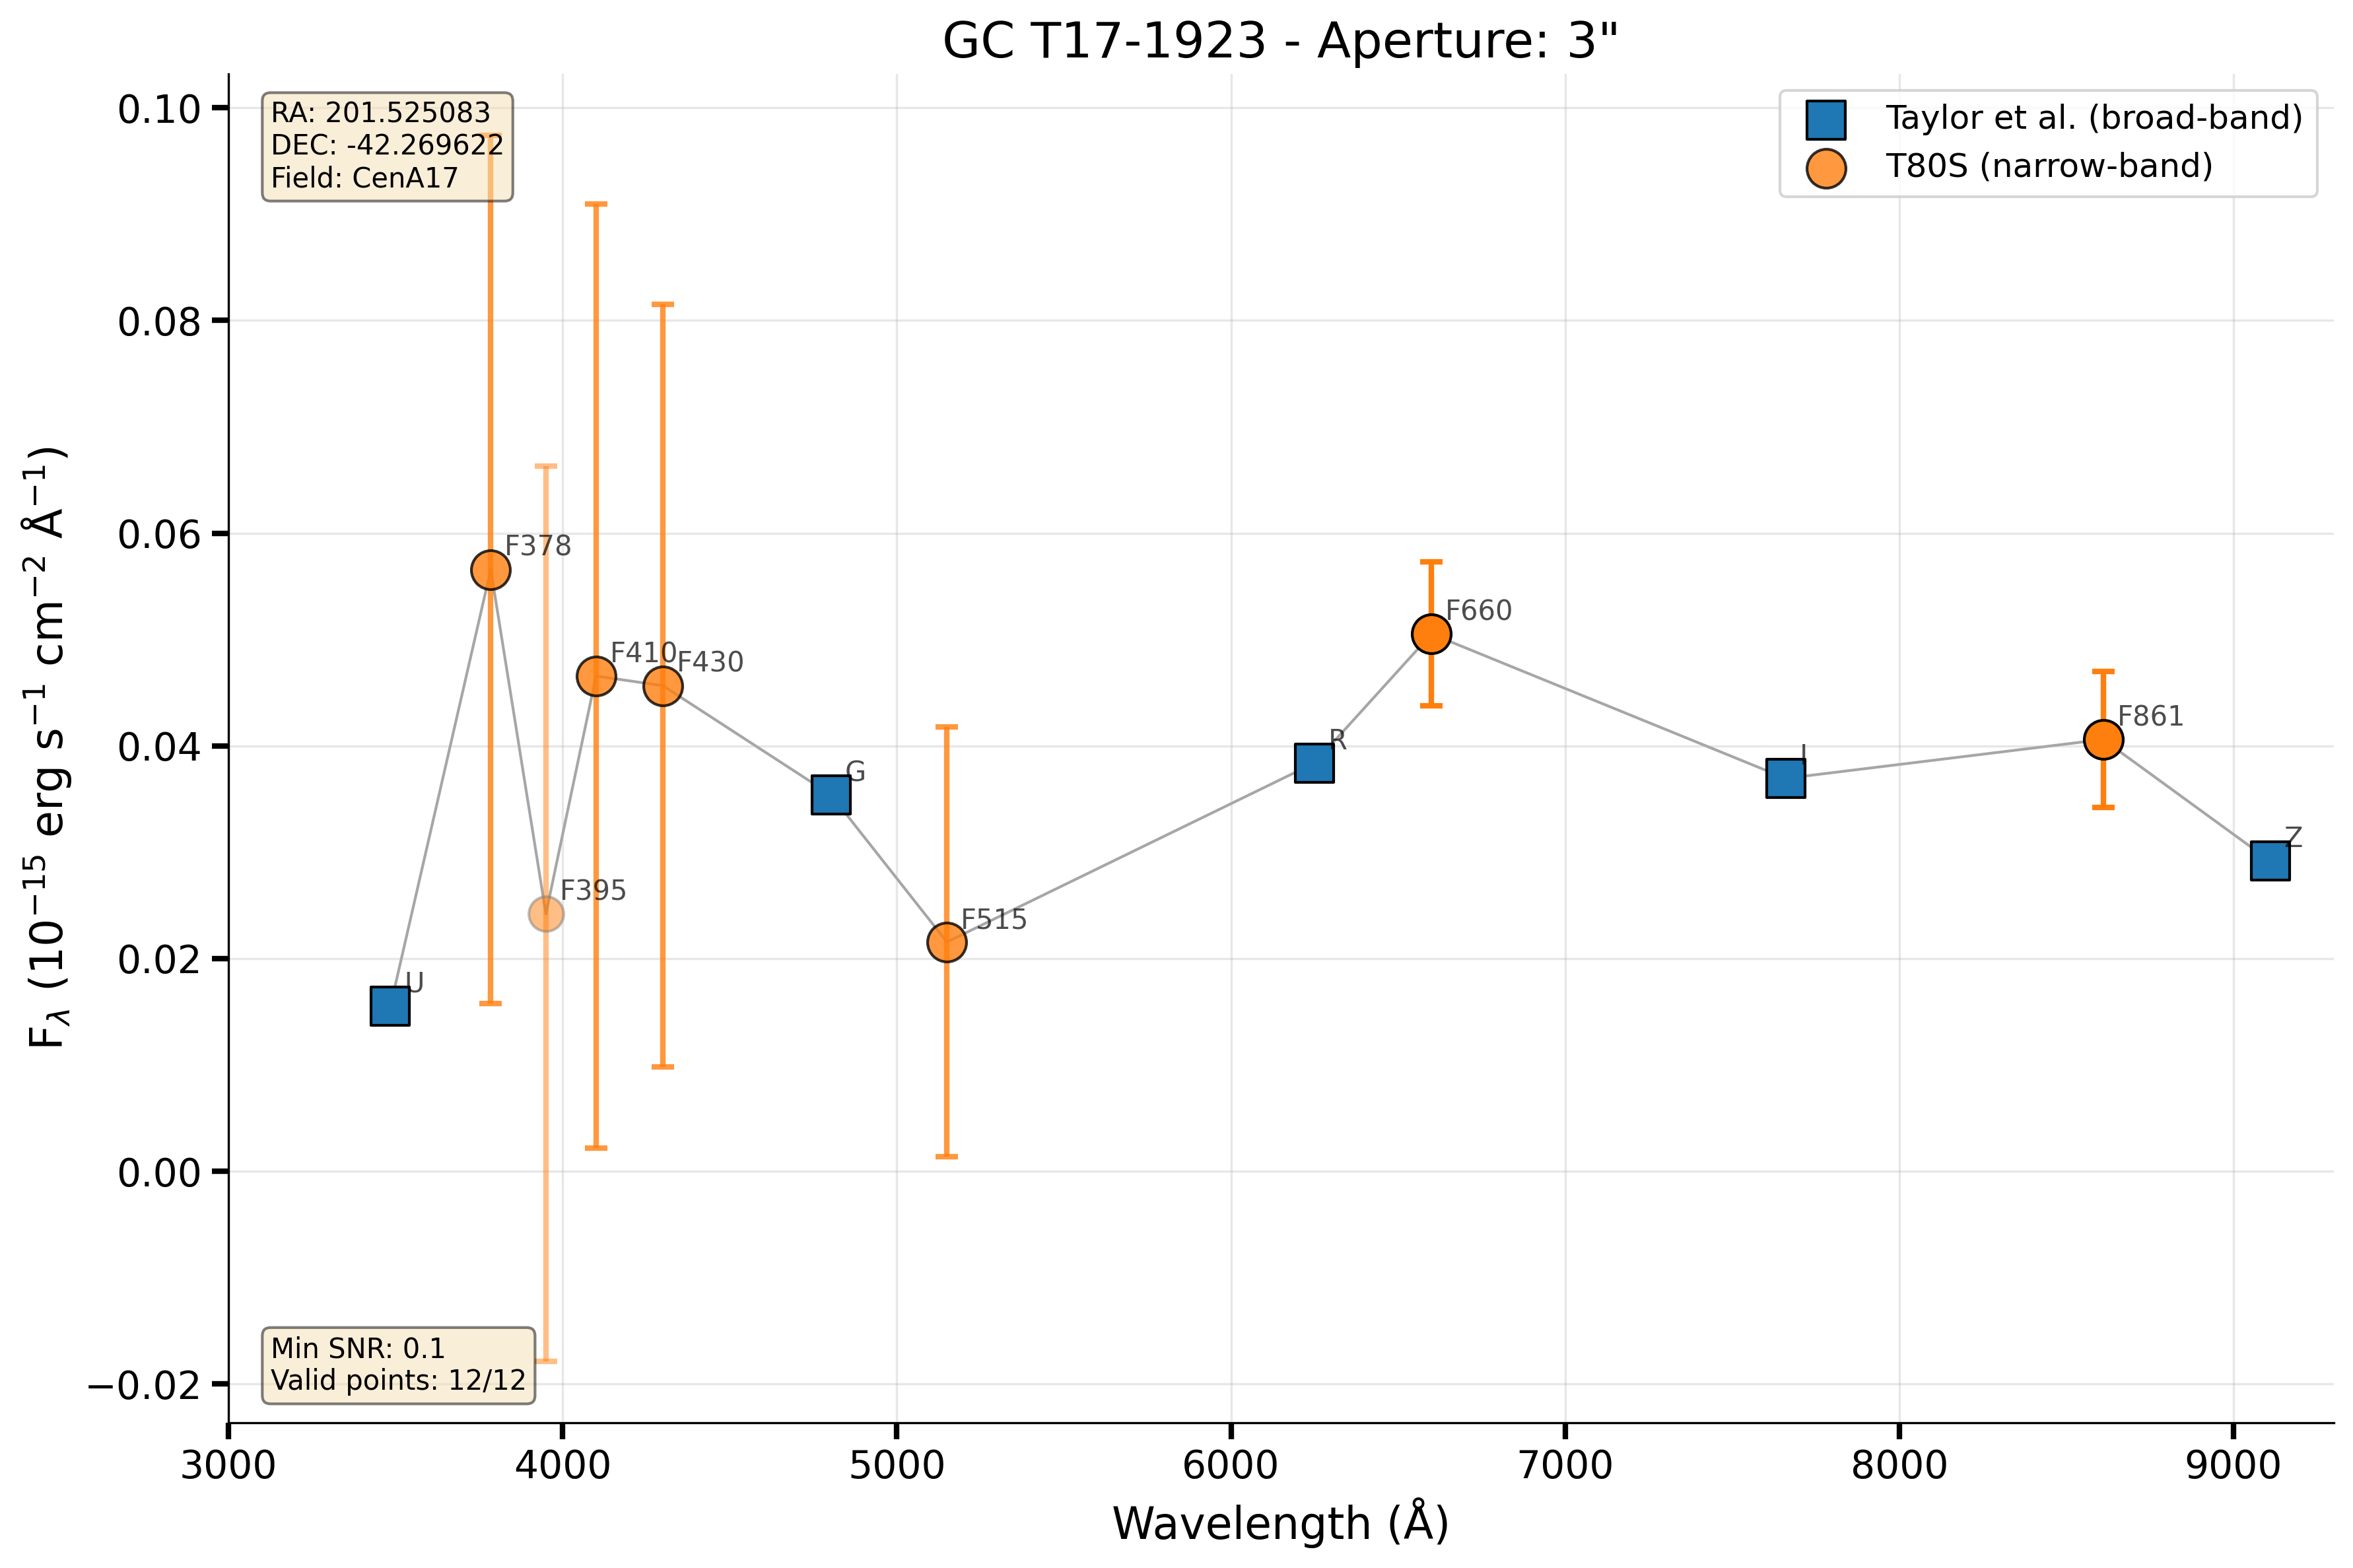 GC T17-1923 - Aperture: 3"
RA: 201.525083
DEC: -42.269622
Field: CenA17
Taylor et al. (broad-band)
T80S (narrow-band)
F_λ (10⁻¹⁵ erg s⁻¹ cm⁻² Å⁻¹)
0.10
0.08
0.06
0.04
0.02
0.00
−0.02
U
F378
F395
F410
F430
G
F515
R
F660
I
F861
Z
Min SNR: 0.1
Valid points: 12/12
3000
4000
5000
6000
7000
8000
9000
Wavelength (Å)